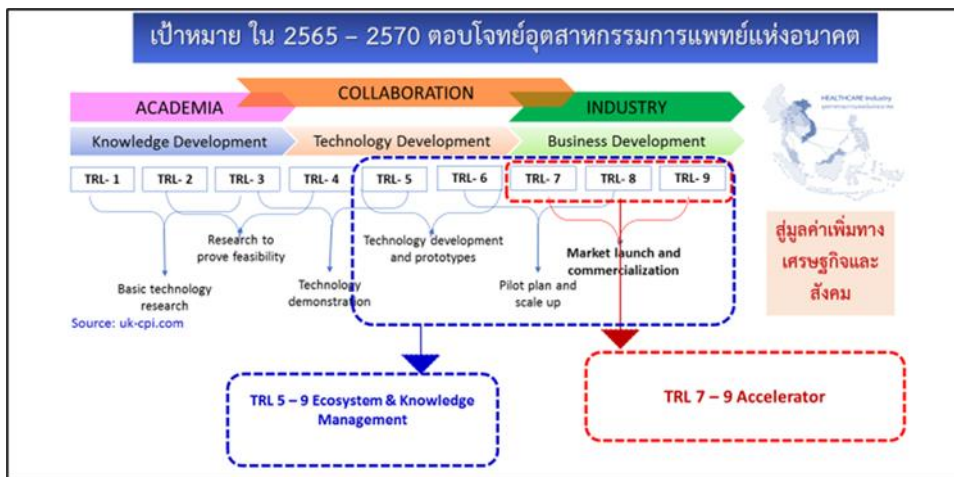 เป้าหมาย ใน 2565 – 2570 ตอบโจทย์อุตสาหกรรมการแพทย์แห่งอนาคต
COLLABORATION
ACADEMIA
INDUSTRY
HEALTHCARE Industry
Knowledge Development
Technology Development
Business Development
TRL- 1
TRL- 2
TRL- 3
TRL- 4
TRL- 5
TRL- 6
TRL- 7
TRL- 8
TRL- 9
Research to
prove feasibility
Technology development
and prototypes
Market launch and
commercialization
Basic technology
research
Technology
demonstration
Pilot plan and
scale up
สู่มูลค่าเพิ่มทาง
เศรษฐกิจและ
สังคม
Source: uk-cpi.com
TRL 5 – 9 Ecosystem & Knowledge
Management
TRL 7 – 9 Accelerator